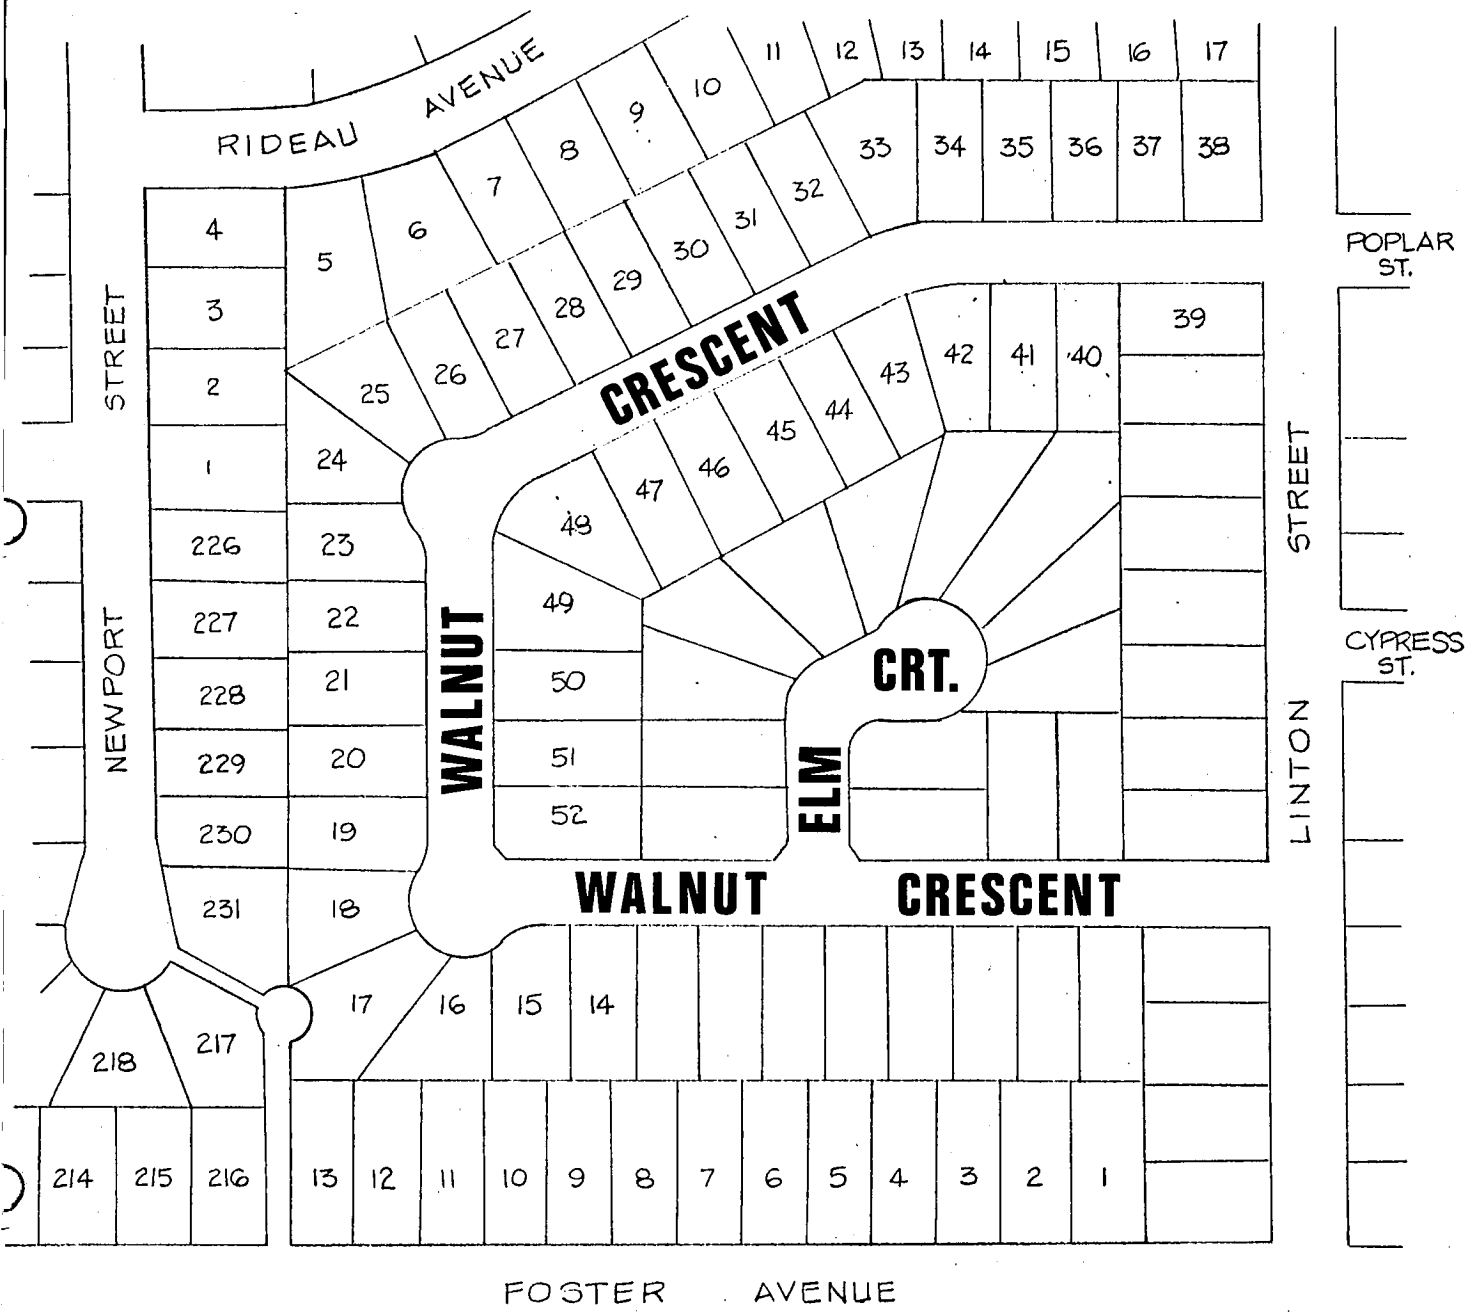 11 12 13 14 15 16 17
RIDEAU AVENUE
7 8 9 10
33 34 35 36 37 38
4 5 6
30 31 32
POPLAR
ST.
3
25 26 27 28 29
CRESCENT
39
STREET
2
43 42 41 40
24
46 45 44
1
48 47
STREET
226 23
227 22 49
NEWPORT
WALNUT
CRT.
CYPRESS
ST.
228 21 50
229 20 51
ELM
LINTON
230 19 52
231 18
WALNUT CRESCENT
17 16 15 14
218 217
214 215 216 13 12 11 10 9 8 7 6 5 4 3 2 1
FOSTER AVENUE